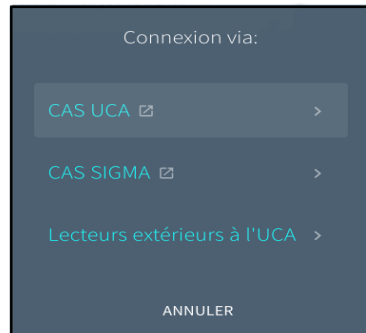 Connexion via:
CAS UCA
CAS SIGMA
Lecteurs extérieurs à l'UCA
ANNULER